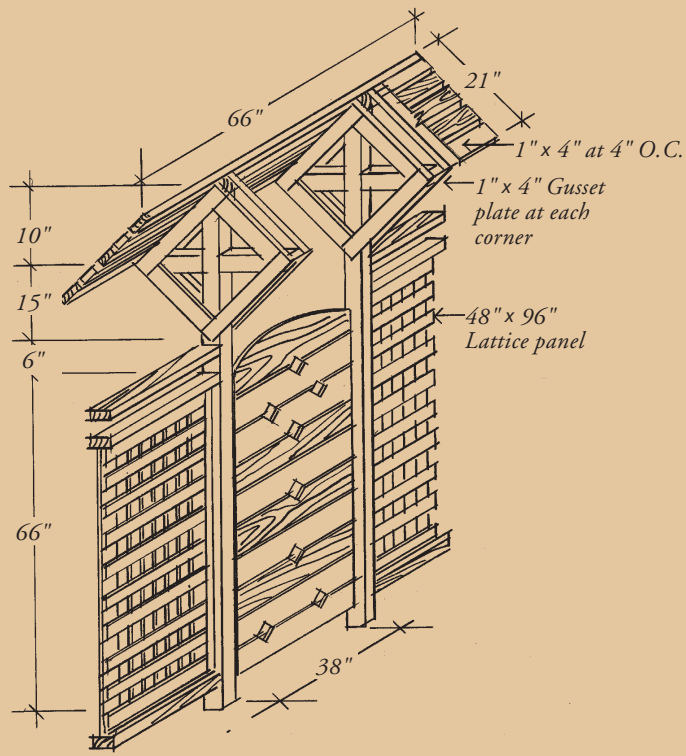 66"
21"
1" x 4" at 4" O.C.
1" x 4" Gusset
plate at each
corner
10"
15"
48" x 96"
Lattice panel
6"
66"
38"